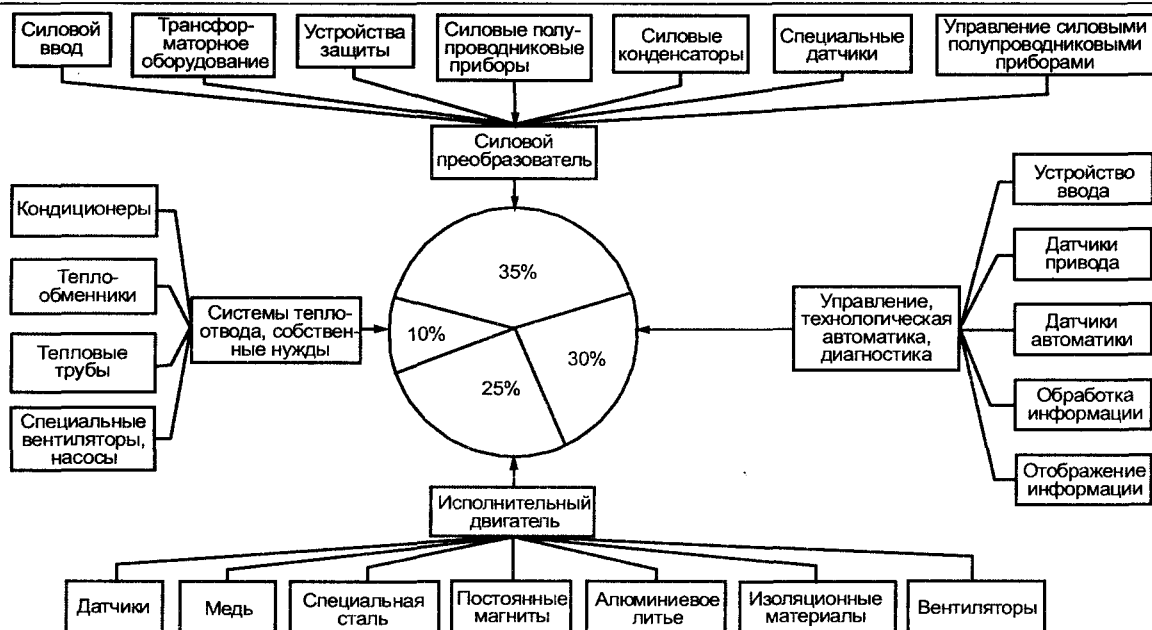 Силовой
ввод
Трансфор-
маторное
оборудование
Устройства
защиты
Силовые полу-
проводниковые
приборы
Силовые
конденсаторы
Специальные
датчики
Управление силовыми
полупроводниковыми
приборами
Силовой
преобразователь
Кондиционеры
Тепло-
обменники
Тепловые
трубы
Специальные
вентиляторы,
насосы
Системы тепло-
отвода, собствен-
ные нужды
35%
10%
30%
25%
Управление,
технологическая
автоматика,
диагностика
Устройство
ввода
Датчики
привода
Датчики
автоматики
Обработка
информации
Отображение
информации
Исполнительный
двигатель
Датчики
Медь
Специальная
сталь
Постоянные
магниты
Алюминиевое
литье
Изоляционные
материалы
Вентиляторы